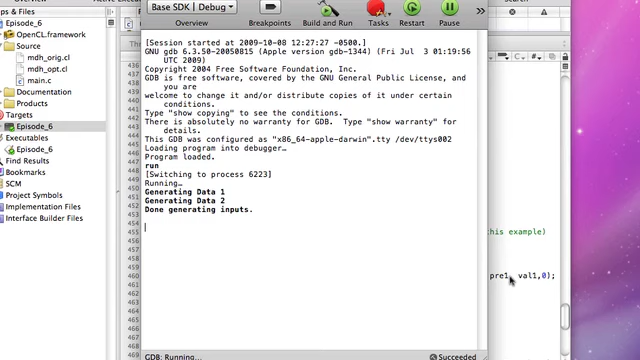 Base SDK | Debug
Overview
Breakpoints
Build and Run
Tasks
Restart
Pause
& Files
Episode_6
OpenCL.framework
Source
mdh_orig.cl
mdh_opt.cl
main.c
Documentation
Products
Targets
Episode_6
Executables
Episode_6
Find Results
Bookmarks
SCM
Project Symbols
Implementation Files
Interface Builder Files
Overview
[Session started at 2009-10-08 12:27:27 -0500.]
GNU gdb 6.3.50-20050815 (Apple version gdb-1344) (Fri Jul 3 01:19:56
UTC 2009)
Copyright 2004 Free Software Foundation, Inc.
GDB is free software, covered by the GNU General Public License, and
you are
welcome to change it and/or distribute copies of it under certain
conditions.
Type "show copying" to see the conditions.
There is absolutely no warranty for GDB. Type "show warranty" for
details.
This GDB was configured as "x86_64-apple-darwin".tty /dev/ttys002
Loading program into debugger…
Program loaded.
run
[Switching to process 6223]
Running…
Generating Data 1
Generating Data 2
Done generating inputs.
this example)
pre1, val1,0);
GDB: Running…
Succeeded